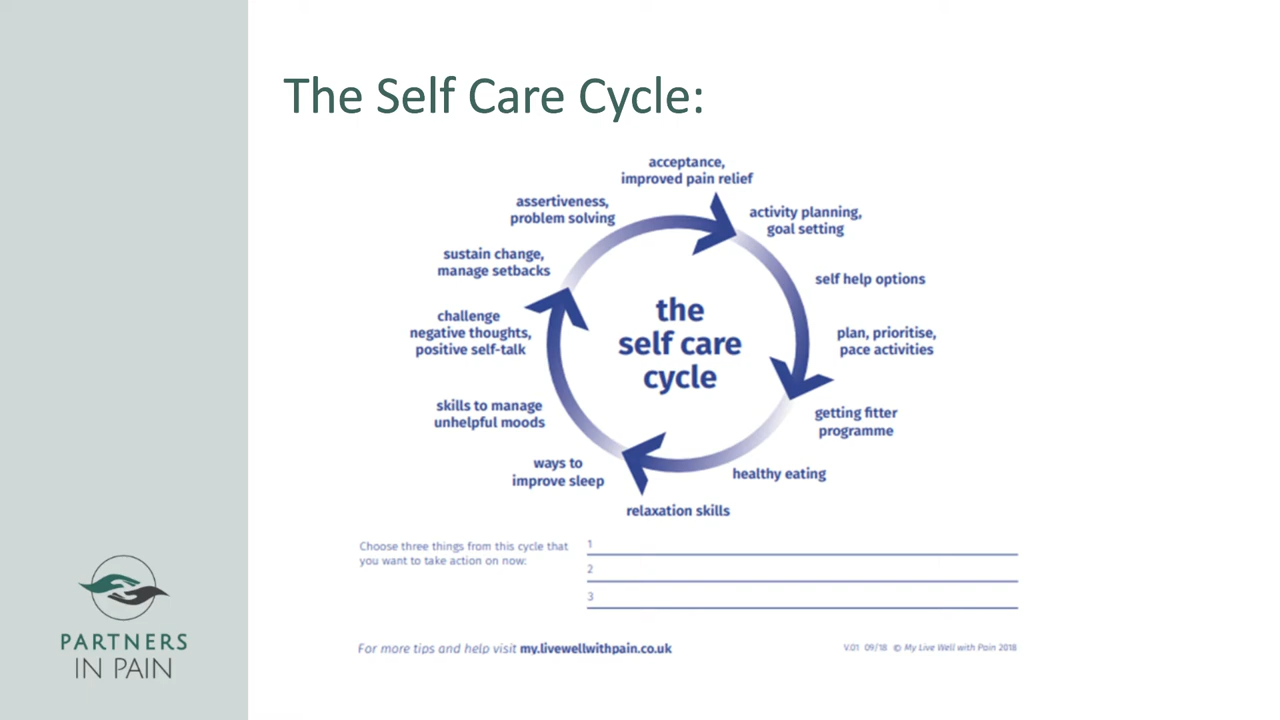 The Self Care Cycle:
acceptance,
improved pain relief
activity planning,
goal setting
self help options
plan, prioritise,
pace activities
getting fitter
programme
healthy eating
relaxation skills
ways to
improve sleep
skills to manage
unhelpful moods
challenge
negative thoughts,
positive self-talk
sustain change,
manage setbacks
assertiveness,
problem solving
the
self care
cycle
Choose three things from this cycle that
you want to take action on now:
1
2
3
For more tips and help visit my.livewellwithpain.co.uk
V.01 09/18 © My Live Well with Pain 2018
PARTNERS
IN PAIN